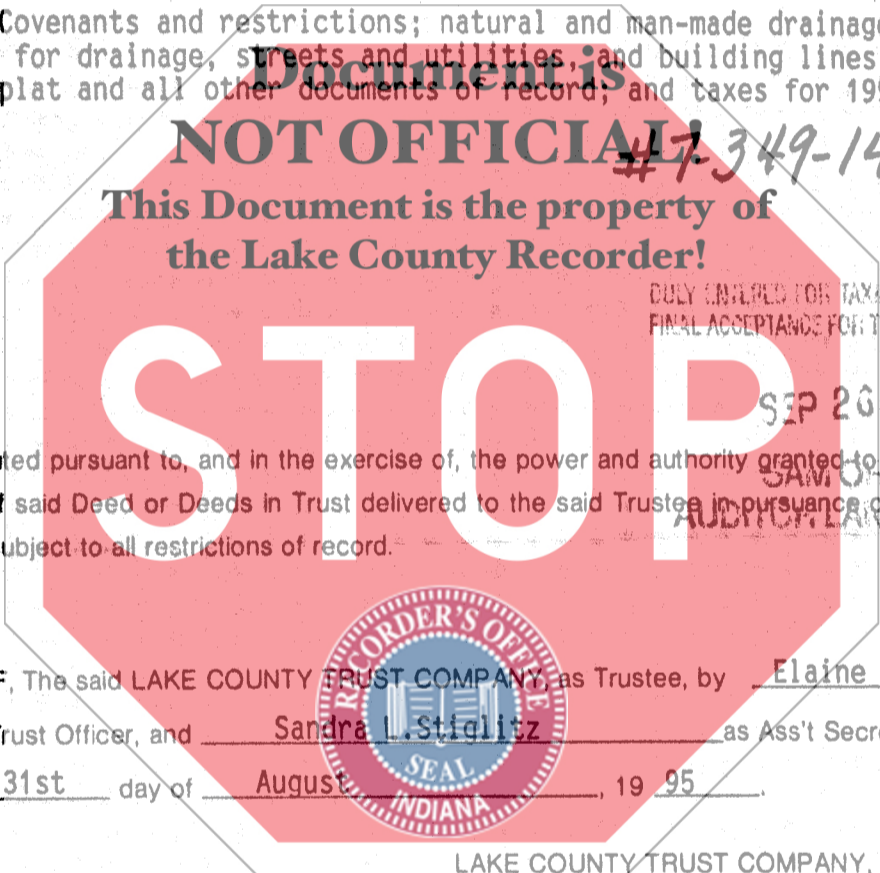 Covenants and restrictions; natural and man-made drainage
for drainage, streets and utilities, and building lines
plat and all other documents of record; and taxes for 199
Document is
NOT OFFICIAL!
#7-349-14
This Document is the property of
the Lake County Recorder!
DULY ENTERED FOR TAXA
FINAL ACCEPTANCE FOR T
STOP
SEP 26
ted pursuant to, and in the exercise of, the power and authority granted to
SAM O
f said Deed or Deeds in Trust delivered to the said Trustee in pursuance o
AUDITOR LAK
ubject to all restrictions of record.
RECORDER'S OFFICE
F, The said LAKE COUNTY TRUST COMPANY, as Trustee, by Elaine
rust Officer, and Sandra L. Stiglitz as Ass't Secre
SEAL
31st day of August, 19 95.
INDIANA
LAKE COUNTY TRUST COMPANY,